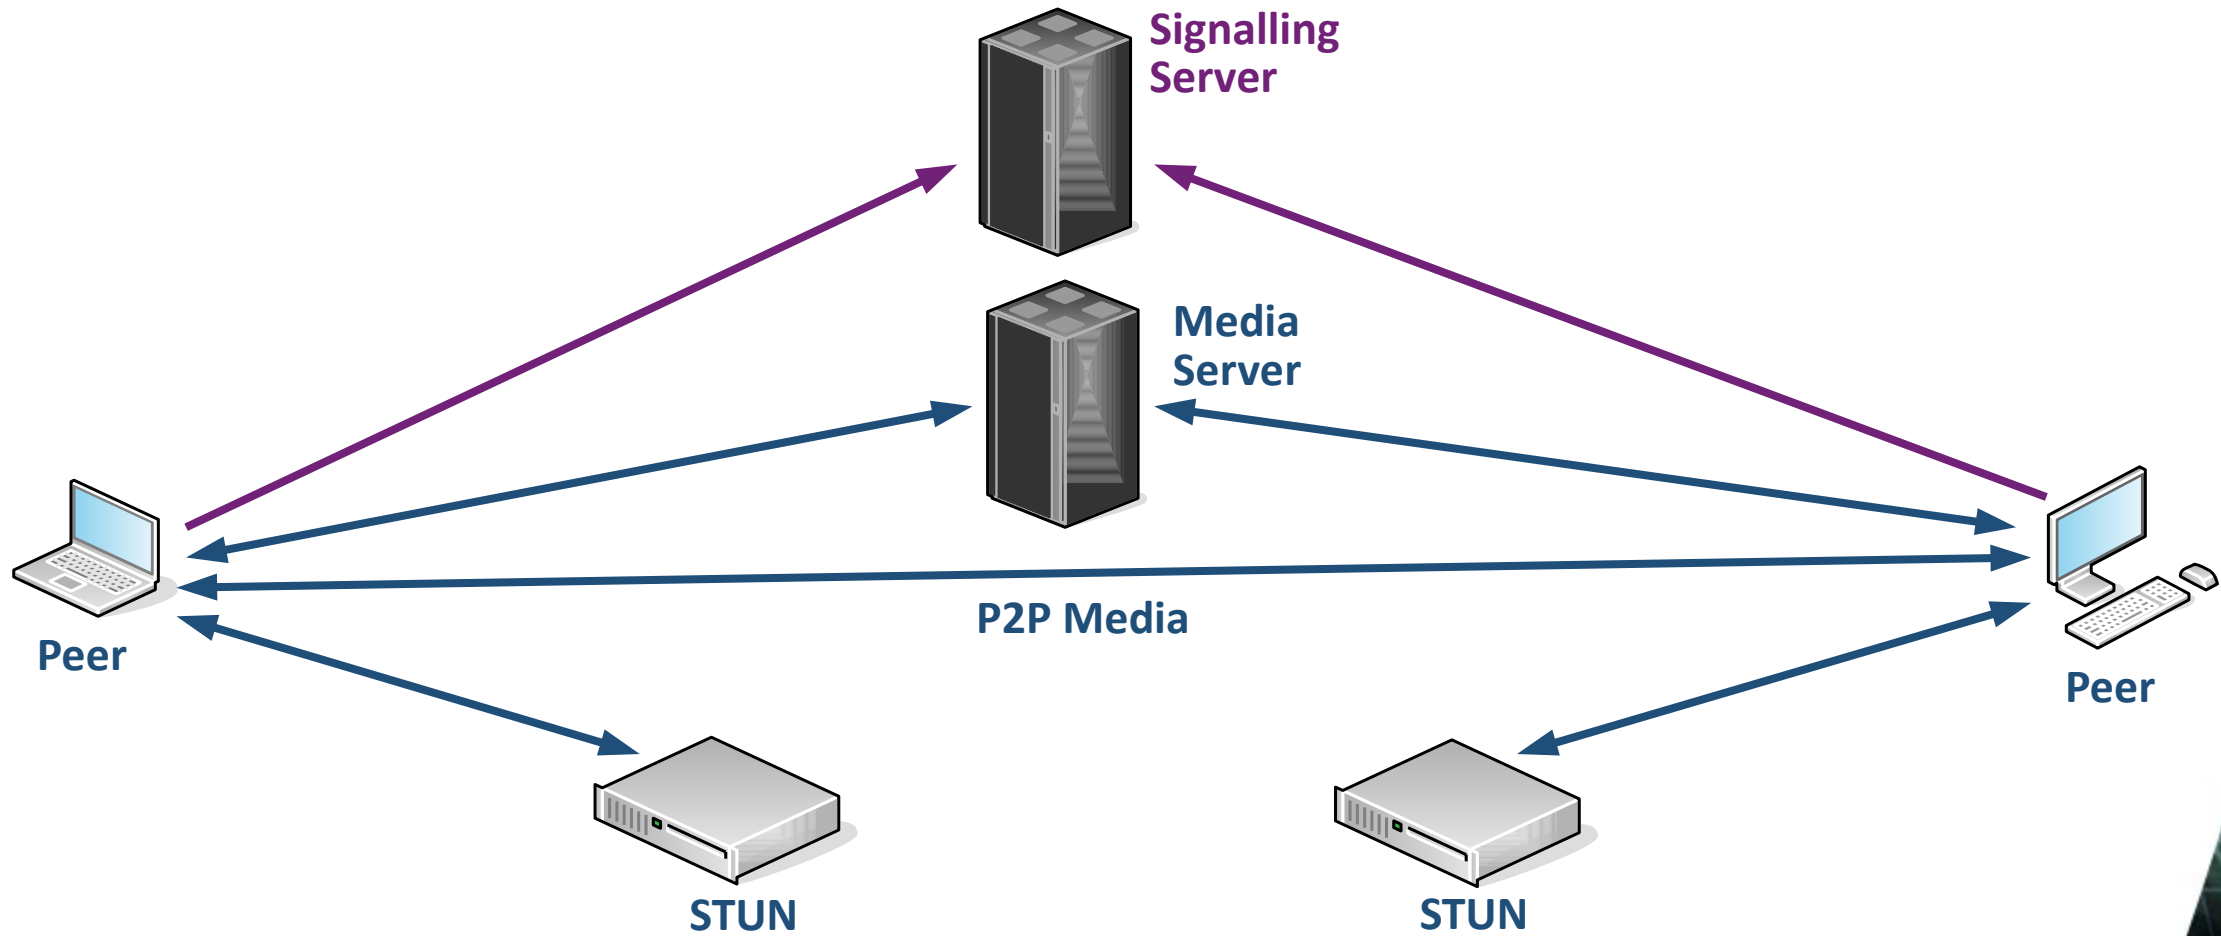 Signalling
Server
Media
Server
P2P Media
Peer
Peer
STUN
STUN